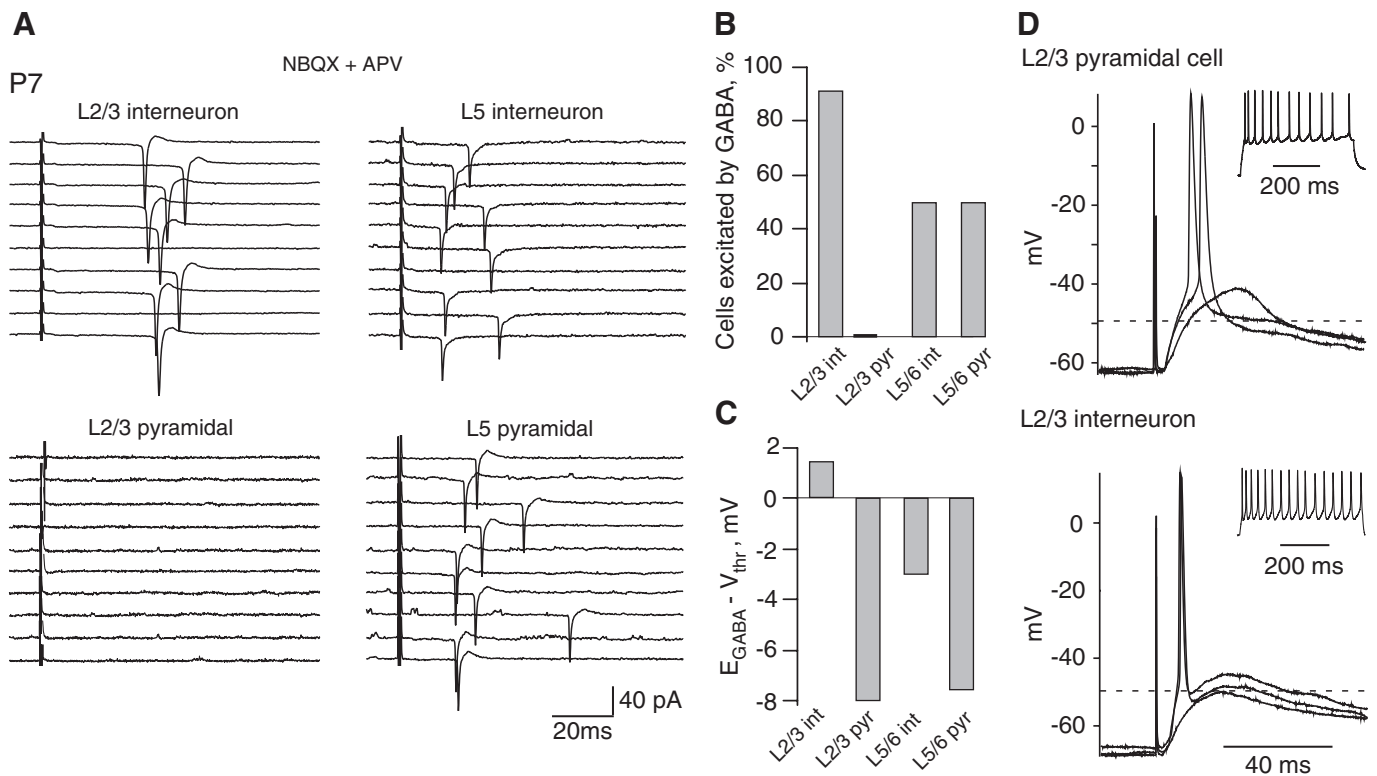 A
NBQX + APV
P7
L2/3 interneuron
L5 interneuron
L2/3 pyramidal
L5 pyramidal
40 pA
20ms
B
Cells excitated by GABA, %
100
80
60
40
20
0
L2/3 int
L2/3 pyr
L5/6 int
L5/6 pyr
C
E_GABA - V_thr, mV
2
0
-2
-4
-6
-8
L2/3 int
L2/3 pyr
L5/6 int
L5/6 pyr
D
L2/3 pyramidal cell
0
-20
-40
-60
mV
200 ms
L2/3 interneuron
0
-20
-40
-60
mV
200 ms
40 ms